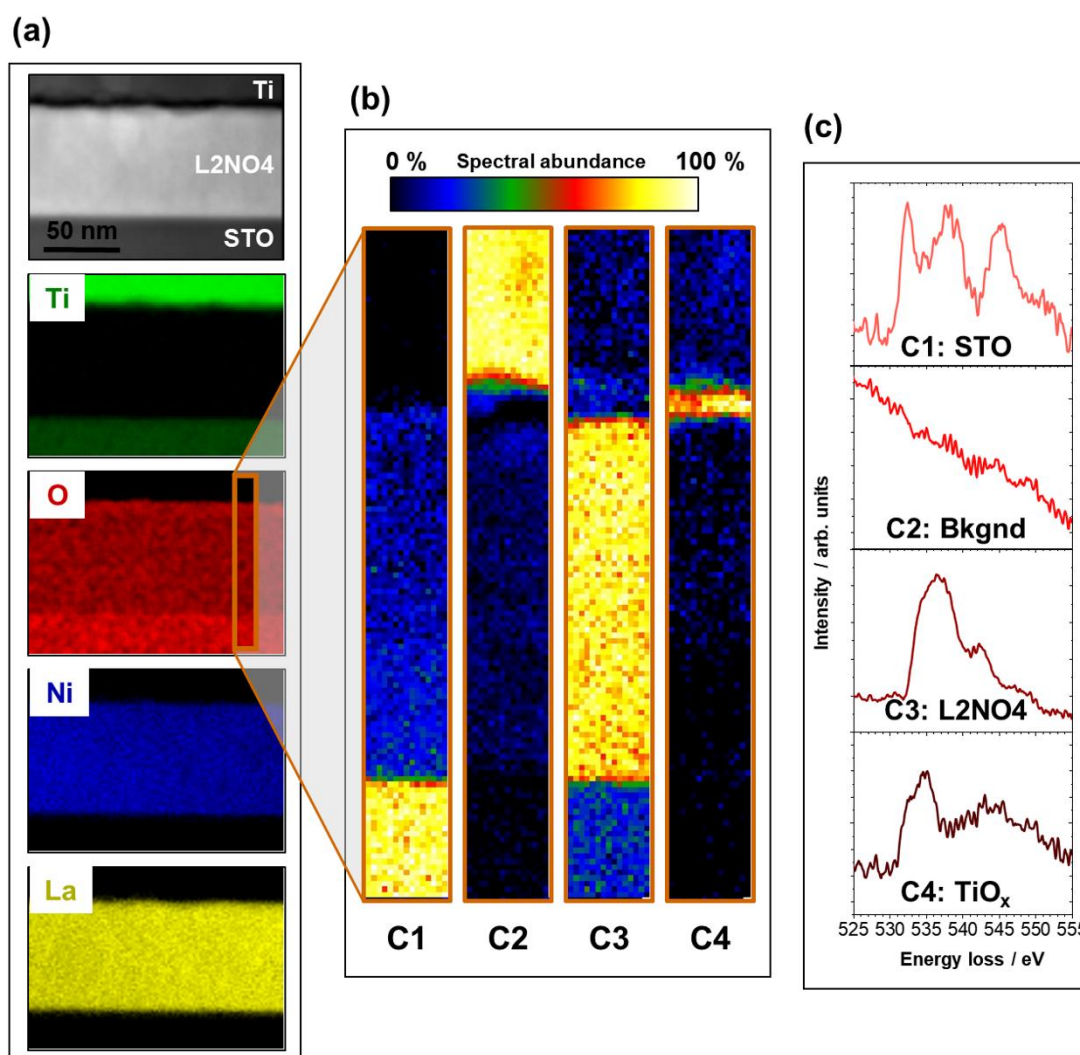 (a)
Ti
L2NO4
50 nm
STO
Ti
O
Ni
La
(b)
0 % Spectral abundance 100 %
C1 C2 C3 C4
(c)
C1: STO
C2: Bkgnd
C3: L2NO4
C4: TiOₓ
Intensity / arb. units
525 530 535 540 545 550 555
Energy loss / eV